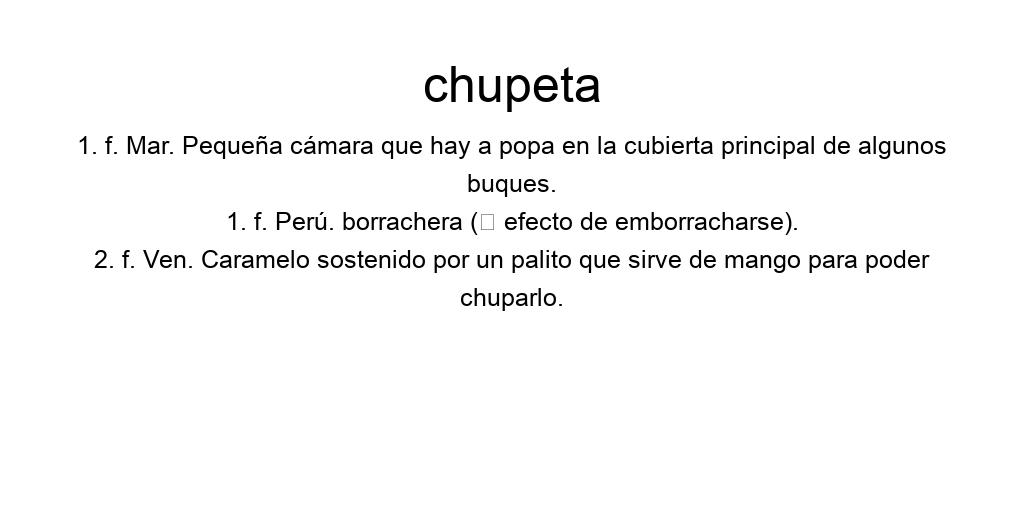 chupeta
1. f. Mar. Pequeña cámara que hay a popa en la cubierta principal de algunos
buques.
1. f. Perú. borrachera (□ efecto de emborracharse).
2. f. Ven. Caramelo sostenido por un palito que sirve de mango para poder
chuparlo.